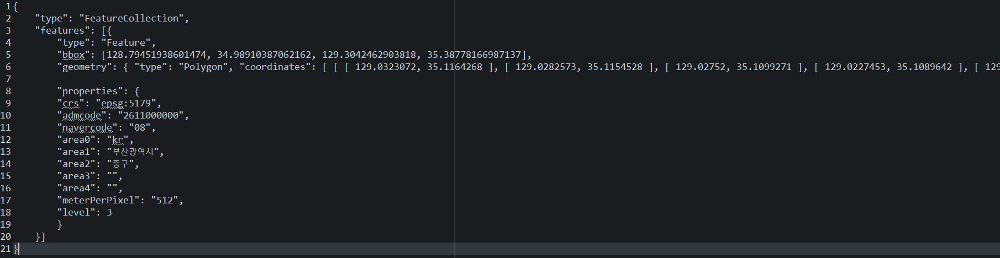 1{
2    "type": "FeatureCollection",
3    "features": [{
4        "type": "Feature",
5        "bbox": [128.79451938601474, 34.98910387062162, 129.3042462903818, 35.38778166987137],
6        "geometry": { "type": "Polygon", "coordinates": [ [ [ 129.0323072, 35.1164268 ], [ 129.0282573, 35.1154528 ], [ 129.02752, 35.1099271 ], [ 129.0227453, 35.1089642 ], [ 129
7
8        "properties": {
9        "crs": "epsg:5179",
10        "admcode": "2611000000",
11        "navercode": "08",
12        "area0": "kr",
13        "area1": "부산광역시",
14        "area2": "중구",
15        "area3": "",
16        "area4": "",
17        "meterPerPixel": "512",
18        "level": 3
19        }
20    }]
21}